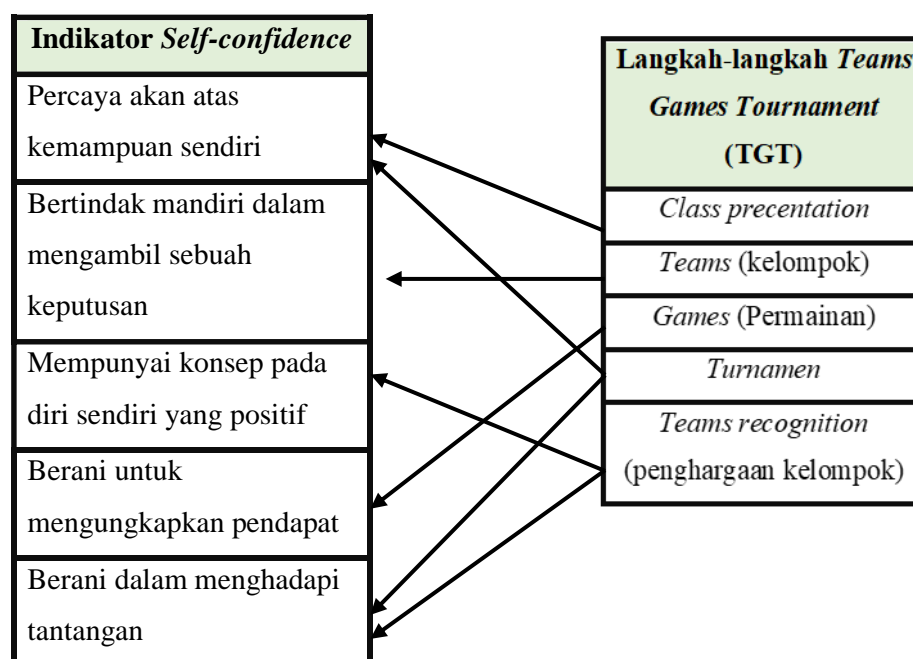 Indikator Self-confidence
Percaya akan atas
kemampuan sendiri
Bertindak mandiri dalam
mengambil sebuah
keputusan
Mempunyai konsep pada
diri sendiri yang positif
Berani untuk
mengungkapkan pendapat
Berani dalam menghadapi
tantangan
Langkah-langkah Teams
Games Tournament
(TGT)
Class precentation
Teams (kelompok)
Games (Permainan)
Turnamen
Teams recognition
(penghargaan kelompok)